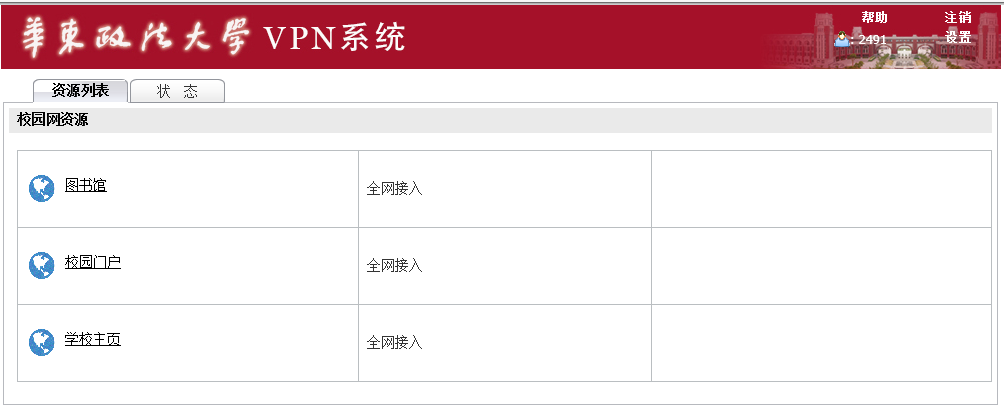 華東政法大學 VPN系统
帮助 注销
: 2491 设置
资源列表 状 态
校园网资源
图书馆 全网接入
校园门户 全网接入
学校主页 全网接入